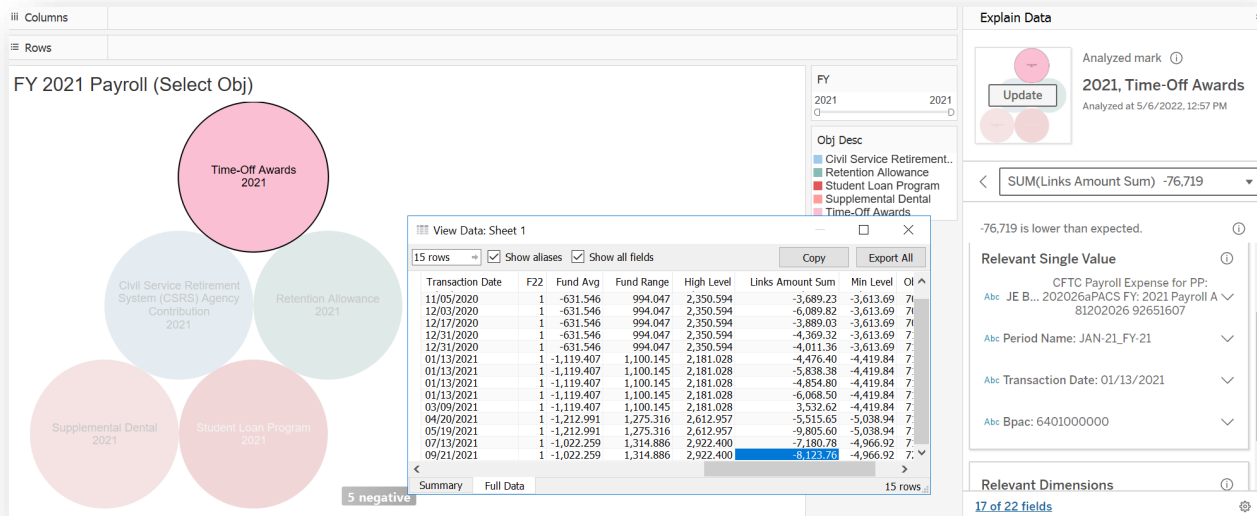 Columns
Rows
FY 2021 Payroll (Select Obj)
Time-Off Awards
2021
Civil Service Retirement
System (CSRS) Agency
Contribution
2021
Retention Allowance
2021
Supplemental Dental
2021
Student Loan Program
2021
5 negative
FY
2021 2021
Obj Desc
Civil Service Retirement..
Retention Allowance
Student Loan Program
Supplemental Dental
Time-Off Awards
View Data: Sheet 1
15 rows Show aliases Show all fields Copy Export All
Transaction Date F22 Fund Avg Fund Range High Level Links Amount Sum Min Level
11/05/2020 1 -631.546 994.047 2,350.594 -3,689.23 -3,613.69
12/03/2020 1 -631.546 994.047 2,350.594 -6,089.82 -3,613.69
12/17/2020 1 -631.546 994.047 2,350.594 -3,889.03 -3,613.69
12/31/2020 1 -631.546 994.047 2,350.594 -4,369.32 -3,613.69
12/31/2020 1 -631.546 994.047 2,350.594 -4,011.36 -3,613.69
01/13/2021 1 -1,119.407 1,100.145 2,181.028 -4,476.40 -4,419.84
01/13/2021 1 -1,119.407 1,100.145 2,181.028 -5,838.38 -4,419.84
01/13/2021 1 -1,119.407 1,100.145 2,181.028 -4,854.80 -4,419.84
01/13/2021 1 -1,119.407 1,100.145 2,181.028 -6,068.50 -4,419.84
03/09/2021 1 -1,119.407 1,100.145 2,181.028 3,532.62 -4,419.84
04/20/2021 1 -1,212.991 1,275.316 2,612.957 -5,515.65 -5,038.94
05/19/2021 1 -1,212.991 1,275.316 2,612.957 -9,805.60 -5,038.94
07/13/2021 1 -1,022.259 1,314.886 2,922.400 -7,180.78 -4,966.92
09/21/2021 1 -1,022.259 1,314.886 2,922.400 -8,123.76 -4,966.92
Summary Full Data 15 rows
Explain Data
Update
Analyzed mark
2021, Time-Off Awards
Analyzed at 5/6/2022, 12:57 PM
SUM(Links Amount Sum) -76,719
-76,719 is lower than expected.
Relevant Single Value
CFTC Payroll Expense for PP:
Abc JE B... 202026aPACS FY: 2021 Payroll A
81202026 92651607
Abc Period Name: JAN-21_FY-21
Abc Transaction Date: 01/13/2021
Abc Bpac: 6401000000
Relevant Dimensions
17 of 22 fields